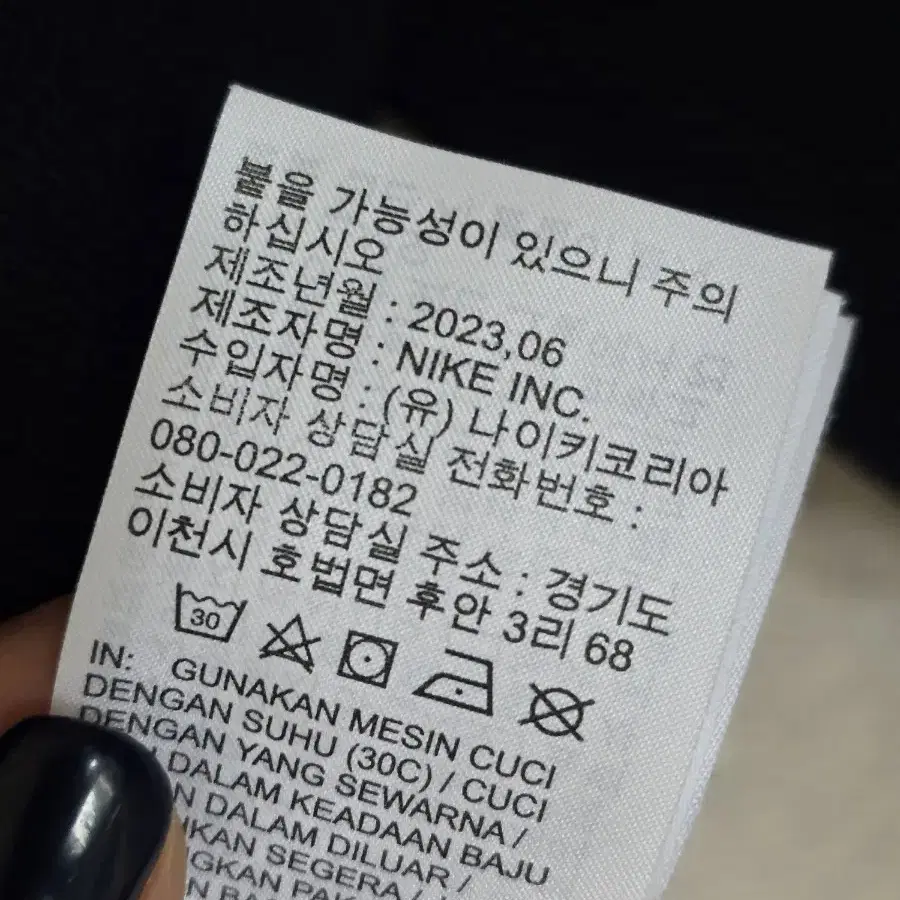 붙을 가능성이 있으니 주의
하십시오
제조년월 : 2023,06
제조자명 : NIKE INC.
수입자명 : (유) 나이키코리아
소비자 상담실 전화번호 :
080-022-0182
소비자 상담실 주소 : 경기도
이천시 호법면 후안 3리 68
30
IN: GUNAKAN MESIN CUCI
DENGAN SUHU (30C) / CUCI
DENGAN YANG SEWARNA /
DALAM KEADAAN BAJU
DALAM DILUAR /
SEGERA /